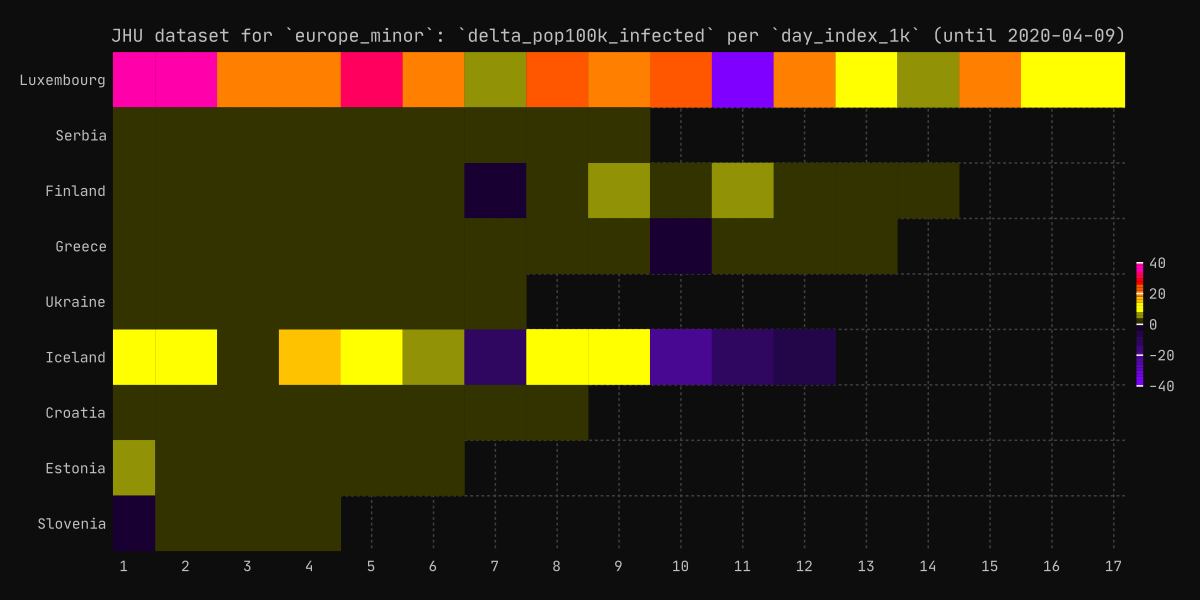 JHU dataset for `europe_minor`: `delta_pop100k_infected` per `day_index_1k` (until 2020-04-09)
Luxembourg
Serbia
Finland
Greece
Ukraine
Iceland
Croatia
Estonia
Slovenia
40
20
0
-20
-40
1 2 3 4 5 6 7 8 9 10 11 12 13 14 15 16 17